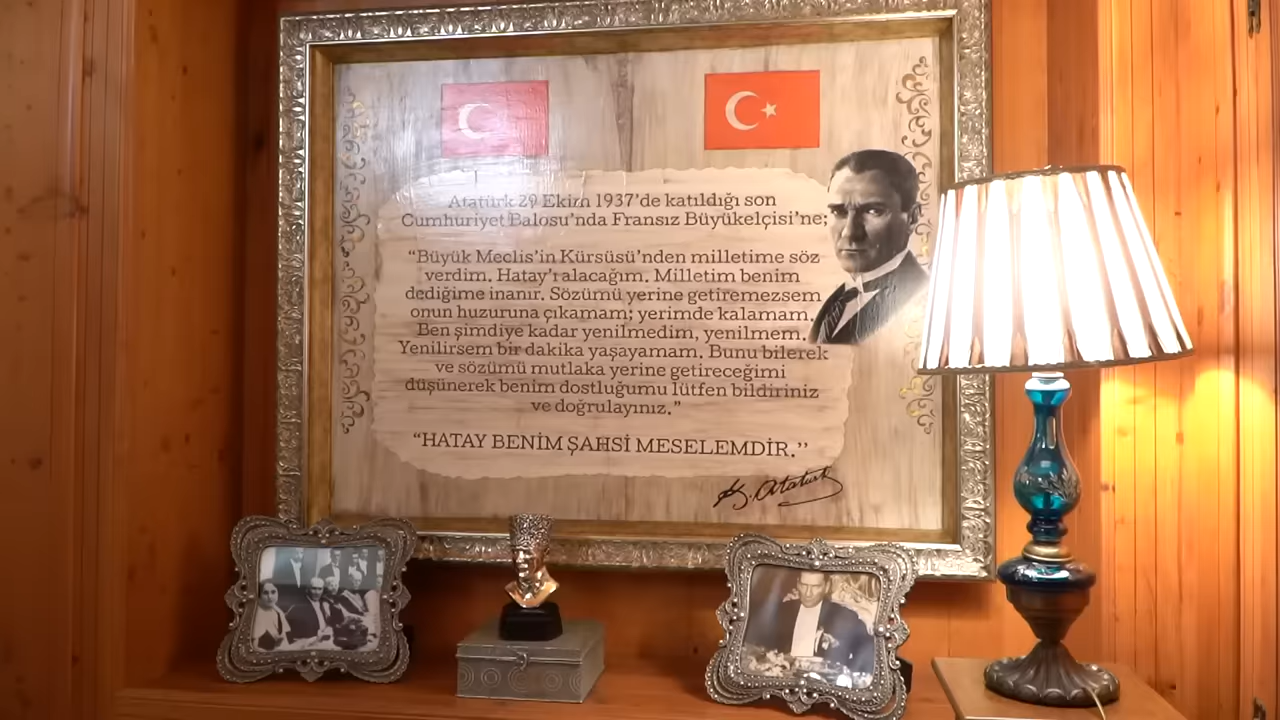 Atatürk 29 Ekim 1937'de katıldığı son
Cumhuriyet Balosu'nda Fransız Büyükelçisi'ne;
“Büyük Meclis'in Kürsüsü'nden milletime söz
verdim. Hatay'ı alacağım. Milletim benim
dediğime inanır. Sözümü yerine getiremezsem
onun huzuruna çıkamam; yerimde kalamam.
Ben şimdiye kadar yenilmedim, yenilmem.
Yenilirsem bir dakika yaşayamam. Bunu bilerek
ve sözümü mutlaka yerine getireceğimi
düşünerek benim dostluğumu lütfen bildiriniz
ve doğrulayınız.”
“HATAY BENİM ŞAHSİ MESELEMDİR.’’
K. Atatürk